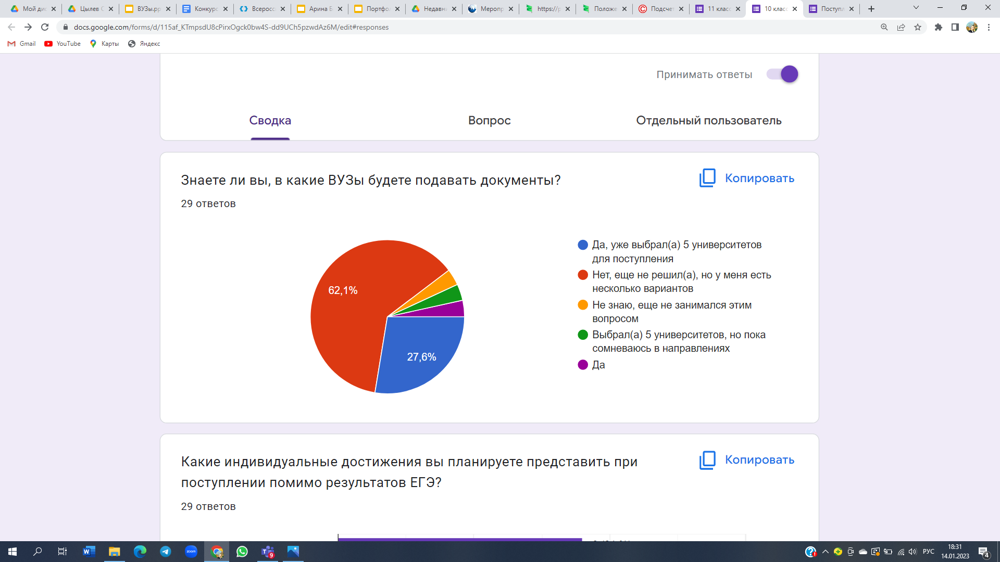 Мой дис
Цылев С
ВУЗы.pp
Конкурс
Всеросс
Арина Б
Портфо
Недавн
Меропр
https://p
Положе
Подсчет
11 класс
10 класс
Поступл
docs.google.com/forms/d/115af_KTmpsdU8cPirxOgck0bw4S-dd9UCh5pzwdAz6M/edit#responses
Gmail
YouTube
Карты
Яндекс
Принимать ответы
Сводка
Вопрос
Отдельный пользователь
Знаете ли вы, в какие ВУЗы будете подавать документы?
Копировать
29 ответов
62,1%
27,6%
Да, уже выбрал(а) 5 университетов
для поступления
Нет, еще не решил(а), но у меня есть
несколько вариантов
Не знаю, еще не занимался этим
вопросом
Выбрал(а) 5 университетов, но пока
сомневаюсь в направлениях
Да
Какие индивидуальные достижения вы планируете представить при
поступлении помимо результатов ЕГЭ?
Копировать
29 ответов
zoom
9
РУС
18:31
14.01.2023
4